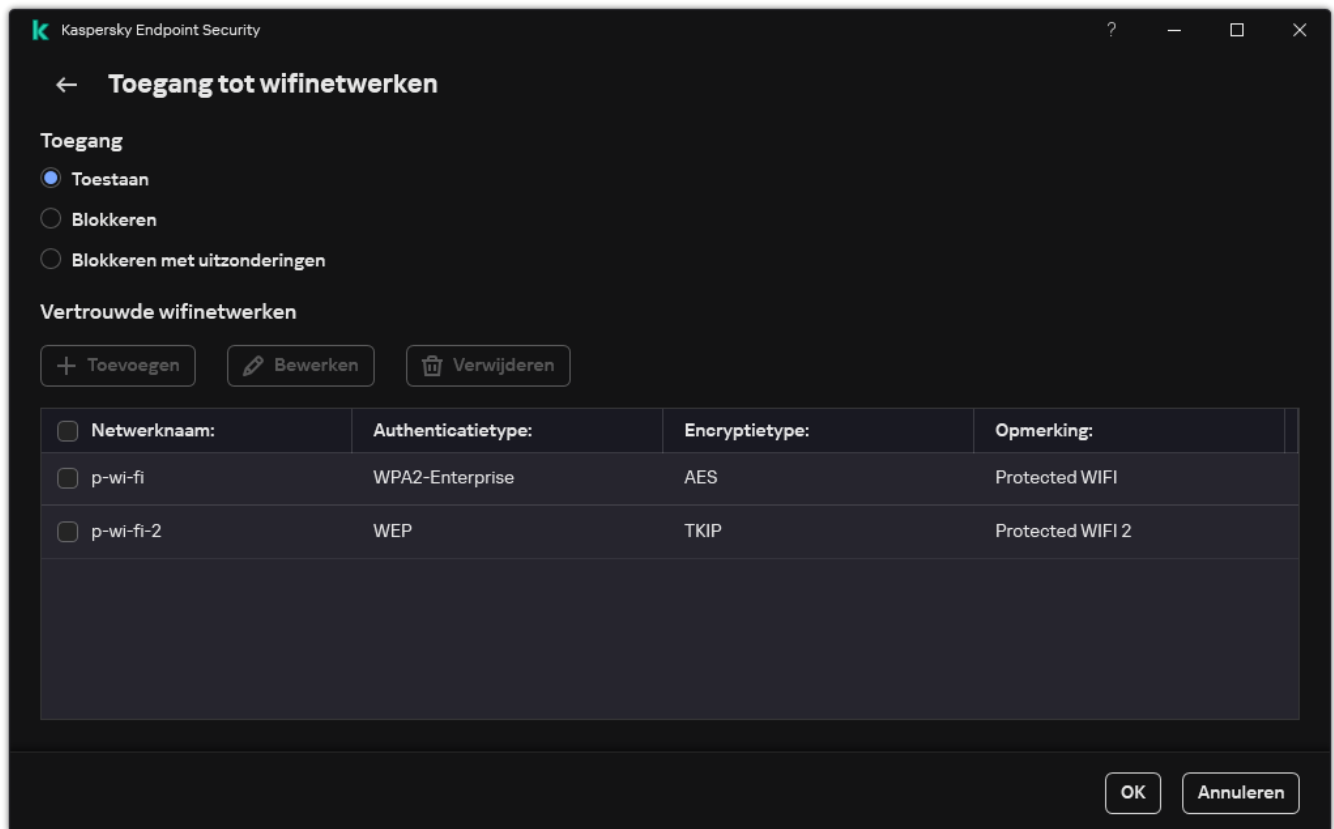 Kaspersky Endpoint Security ?
Toegang tot wifinetwerken
Toegang
Toestaan
Blokkeren
Blokkeren met uitzonderingen
Vertrouwde wifinetwerken
Toevoegen Bewerken Verwijderen
Netwerknaam: Authenticatietype: Encryptietype: Opmerking:
p-wi-fi WPA2-Enterprise AES Protected WIFI
p-wi-fi-2 WEP TKIP Protected WIFI 2
OK Annuleren